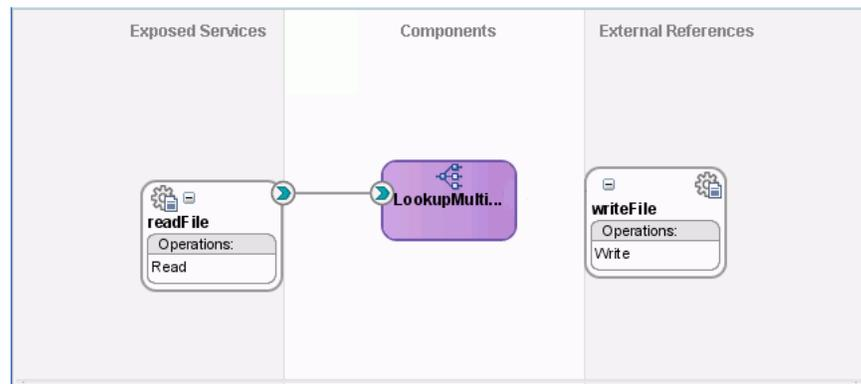 Exposed Services
Components
External References
readFile
Operations:
Read
LookupMulti...
writeFile
Operations:
Write